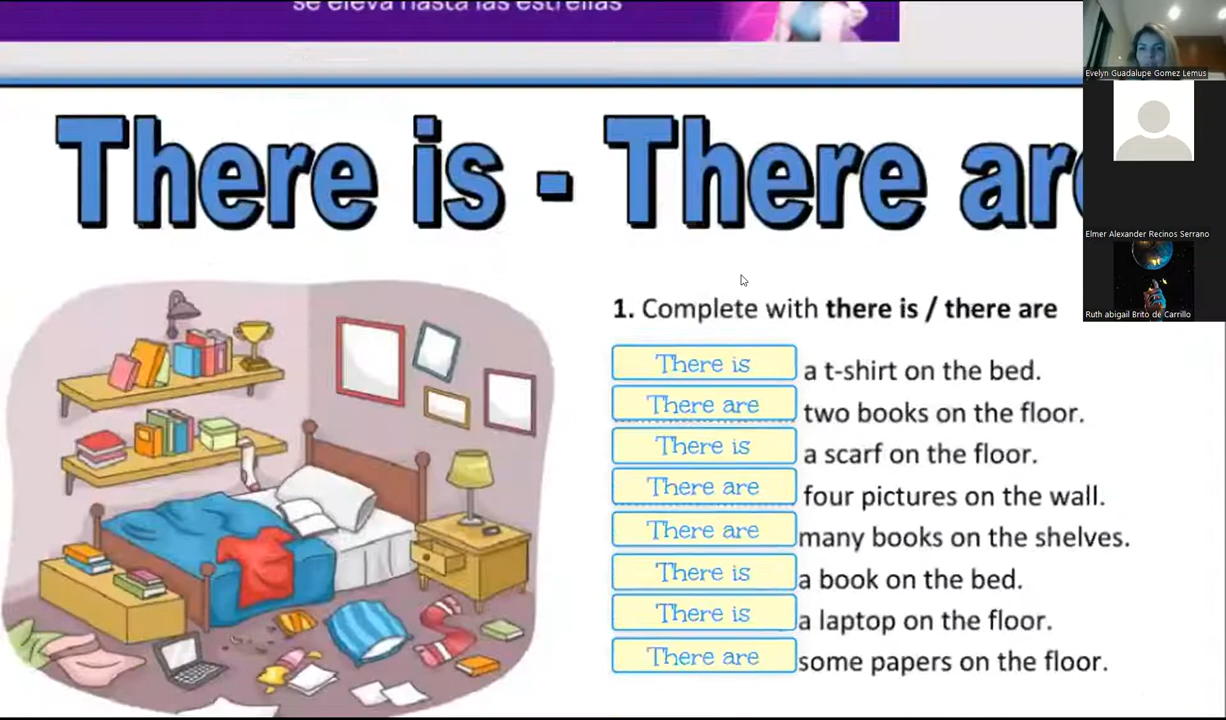 se eleva hasta las estrellas
There is - There are
1. Complete with there is / there are
There is a t-shirt on the bed.
There are two books on the floor.
There is a scarf on the floor.
There are four pictures on the wall.
There are many books on the shelves.
There is a book on the bed.
There is a laptop on the floor.
There are some papers on the floor.
Evelyn Guadalupe Gomez Lemus
Elmer Alexander Recinos Serrano
Ruth abigail Brito de Carrillo